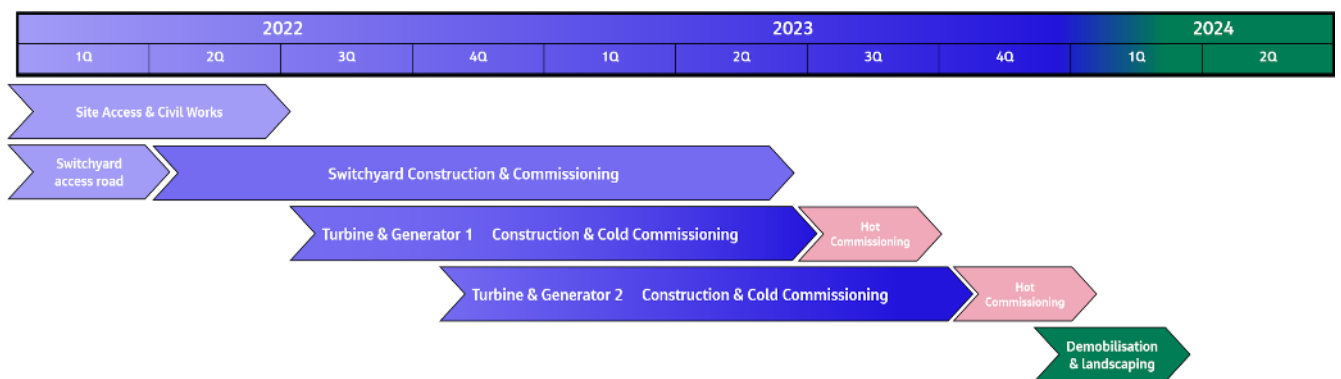 2022 2023 2024
1Q 2Q 3Q 4Q 1Q 2Q 3Q 4Q 1Q 2Q
Site Access & Civil Works
Switchyard
access road
Switchyard Construction & Commissioning
Turbine & Generator 1 Construction & Cold Commissioning
Hot
Commissioning
Turbine & Generator 2 Construction & Cold Commissioning
Hot
Commissioning
Demobilisation
& landscaping